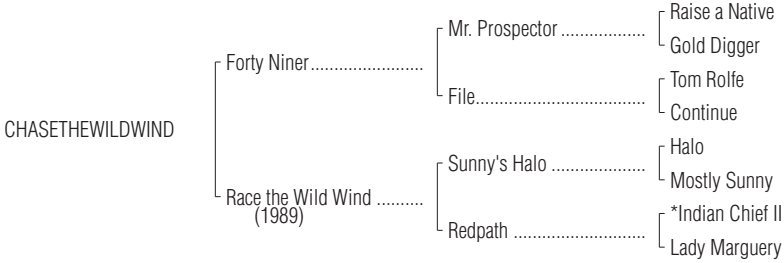 Raise a Native
Mr. Prospector ...................
Gold Digger
Forty Niner.........................
Tom Rolfe
File.....................................
Continue
CHASETHEWILDWIND
Halo
Sunny's Halo ....................
Mostly Sunny
Race the Wild Wind ..........
(1989)
*Indian Chief II
Redpath ............................
Lady Marguery